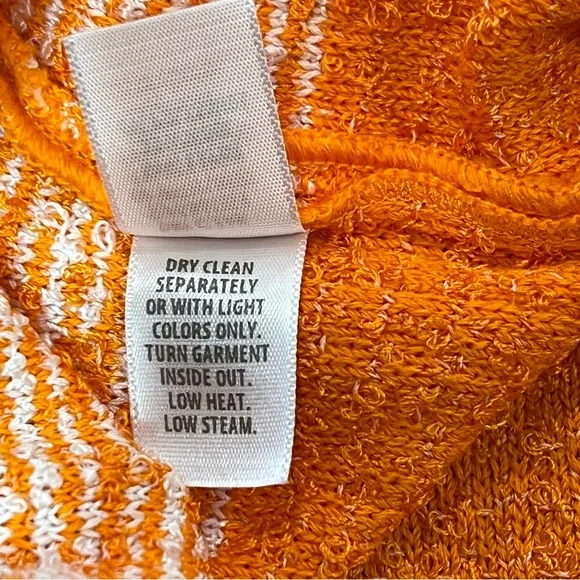 DRY CLEAN
SEPARATELY
OR WITH LIGHT
COLORS ONLY.
TURN GARMENT
INSIDE OUT.
LOW HEAT.
LOW STEAM.